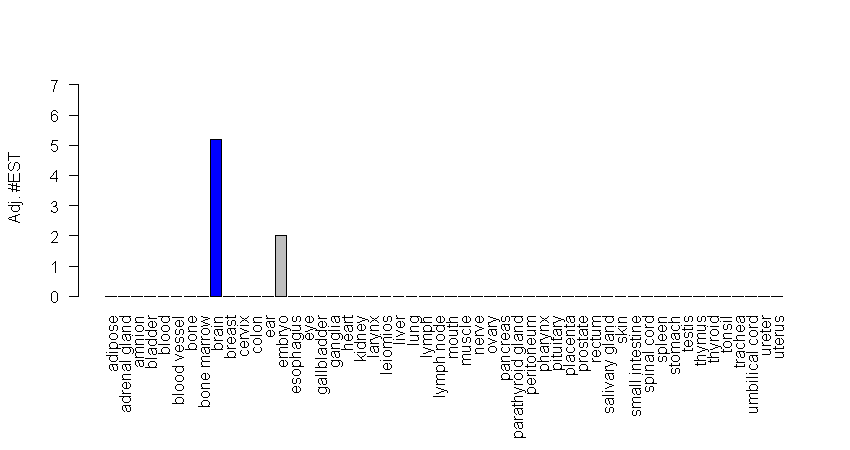 Adj. #EST
7
6
5
4
3
2
1
0
adipose
adrenal gland
amnion
bladder
blood
blood vessel
bone
bone marrow
brain
breast
cervix
colon
ear
embryo
esophagus
eye
gallbladder
ganglia
heart
kidney
larynx
leiomios
liver
lung
lymph
lymph node
mouth
muscle
nerve
ovary
pancreas
parathyroid gland
peritoneum
pharynx
pituitary
placenta
prostate
rectum
salivary gland
skin
small intestine
spinal cord
spleen
stomach
testis
thymus
thyroid
tonsil
trachea
umbilical cord
ureter
uterus